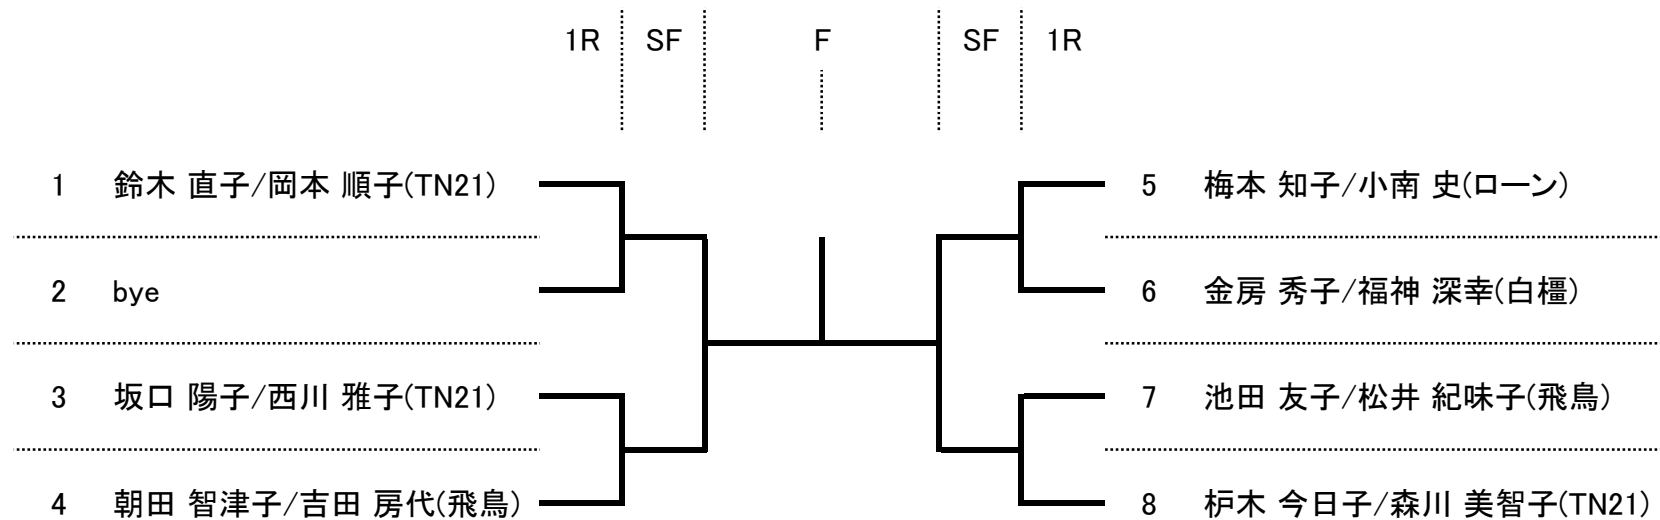 1R SF F SF 1R
1 鈴木 直子/岡本 順子(TN21)
2 bye
3 坂口 陽子/西川 雅子(TN21)
4 朝田 智津子/吉田 房代(飛鳥)
5 梅本 知子/小南 史(ローン)
6 金房 秀子/福神 深幸(白橿)
7 池田 友子/松井 紀味子(飛鳥)
8 枦木 今日子/森川 美智子(TN21)